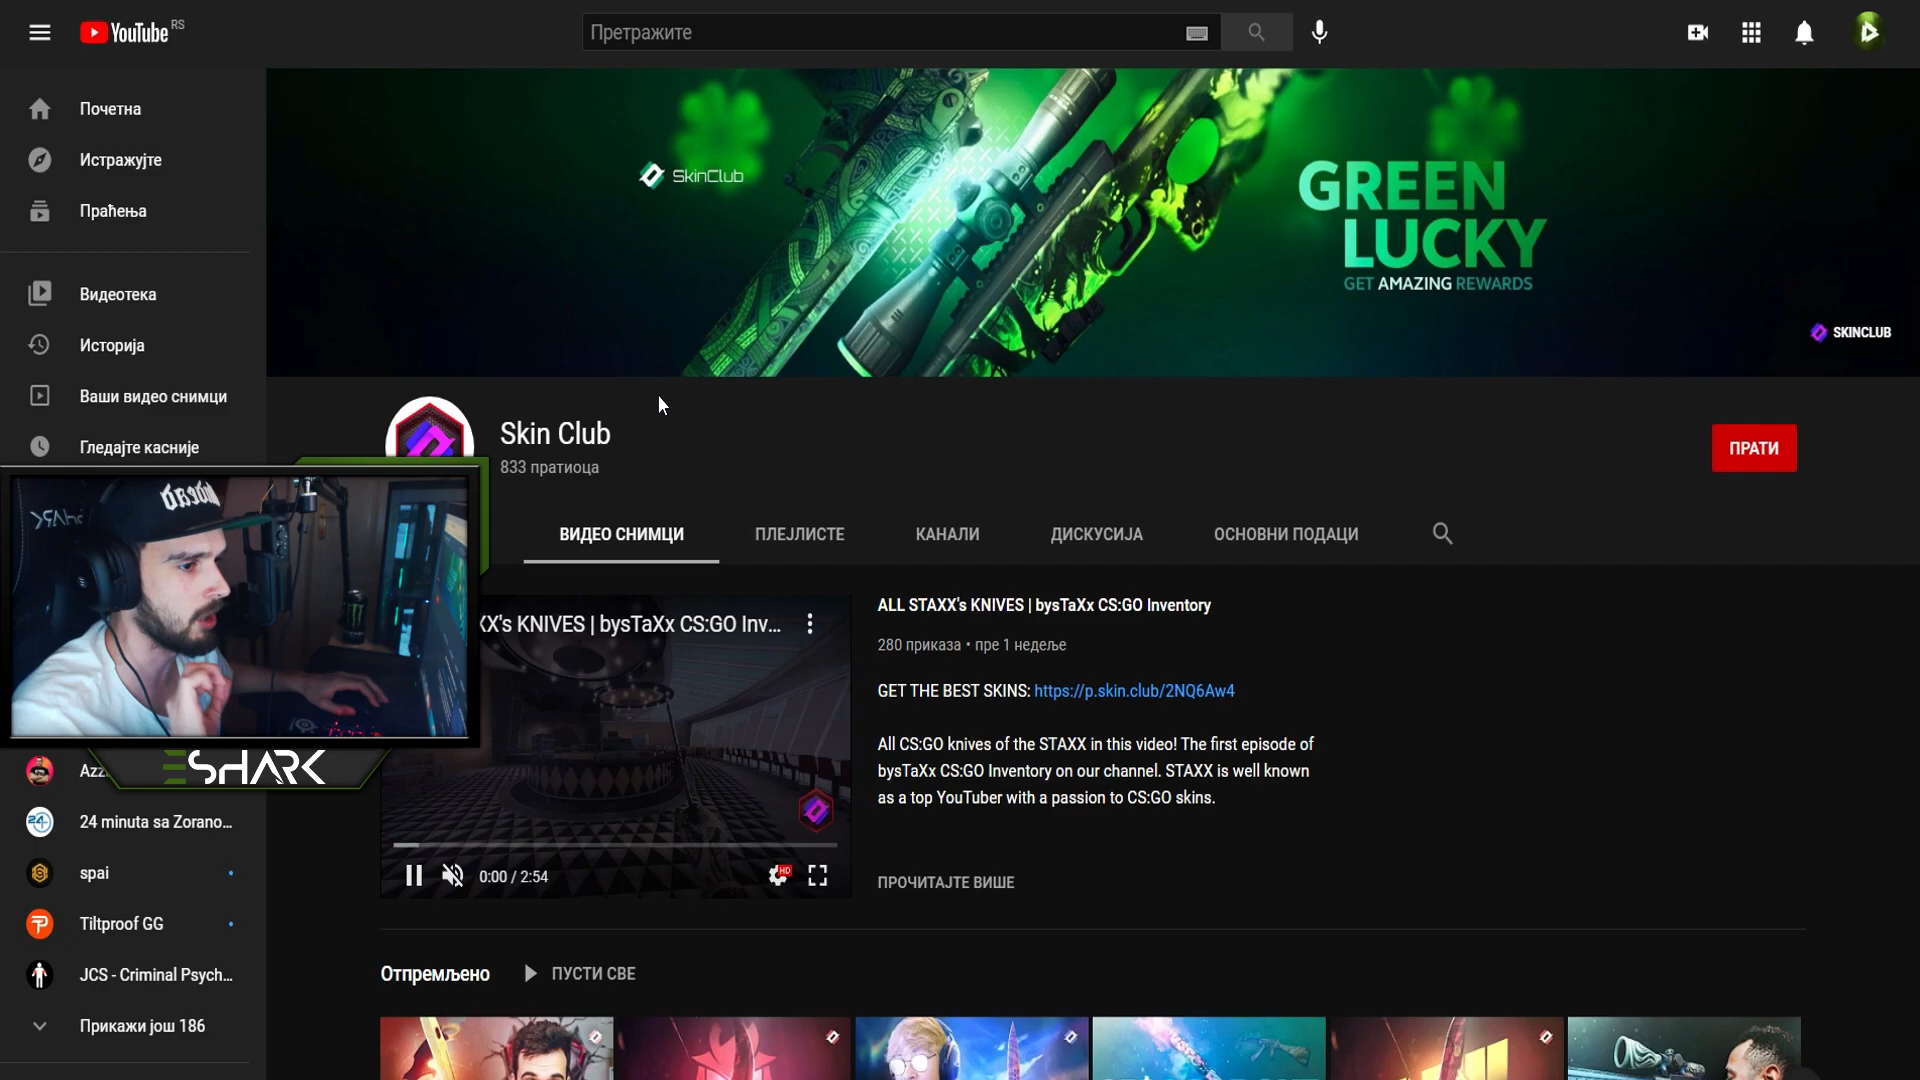 YouTube RS
Претражите
Почетна
Истражујте
Праћења
Видеотека
Историја
Ваши видео снимци
Гледајте касније
SkinClub
GREEN
LUCKY
GET AMAZING REWARDS
SKINCLUB
Skin Club
833 пратиоца
ПРАТИ
ВИДЕО СНИМЦИ
ПЛЕЈЛИСТЕ
КАНАЛИ
ДИСКУСИЈА
ОСНОВНИ ПОДАЦИ
XX's KNIVES | bysTaXx CS:GO Inv...
HD
0:00 / 2:54
ALL STAXX's KNIVES | bysTaXx CS:GO Inventory
280 приказа • пре 1 недеље
GET THE BEST SKINS: https://p.skin.club/2NQ6Aw4
All CS:GO knives of the STAXX in this video! The first episode of
bysTaXx CS:GO Inventory on our channel. STAXX is well known
as a top YouTuber with a passion to CS:GO skins.
ПРОЧИТАЈТЕ ВИШЕ
SHARK
24 minuta sa Zorano...
spai
Tiltproof GG
JCS - Criminal Psych...
Прикажи још 186
Отпремљено
ПУСТИ СВЕ